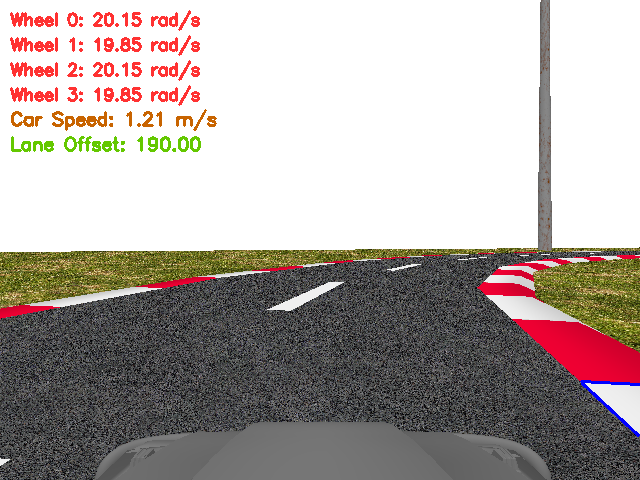 Wheel 0: 20.15 rad/s
Wheel 1: 19.85 rad/s
Wheel 2: 20.15 rad/s
Wheel 3: 19.85 rad/s
Car Speed: 1.21 m/s
Lane Offset: 190.00